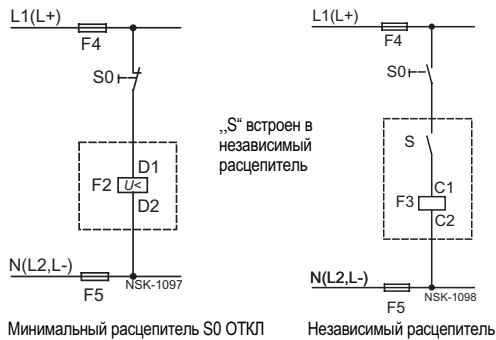 L1(L+)
F4
S0
D1
F2 U<
D2
N(L2,L-)
NSK-1097
F5
Минимальный расцепитель S0 ОТКЛ
„S“ встроен в
независимый
расцепитель
L1(L+)
F4
S0
S
C1
F3
C2
N(L2,L-)
NSK-1098
F5
Независимый расцепитель